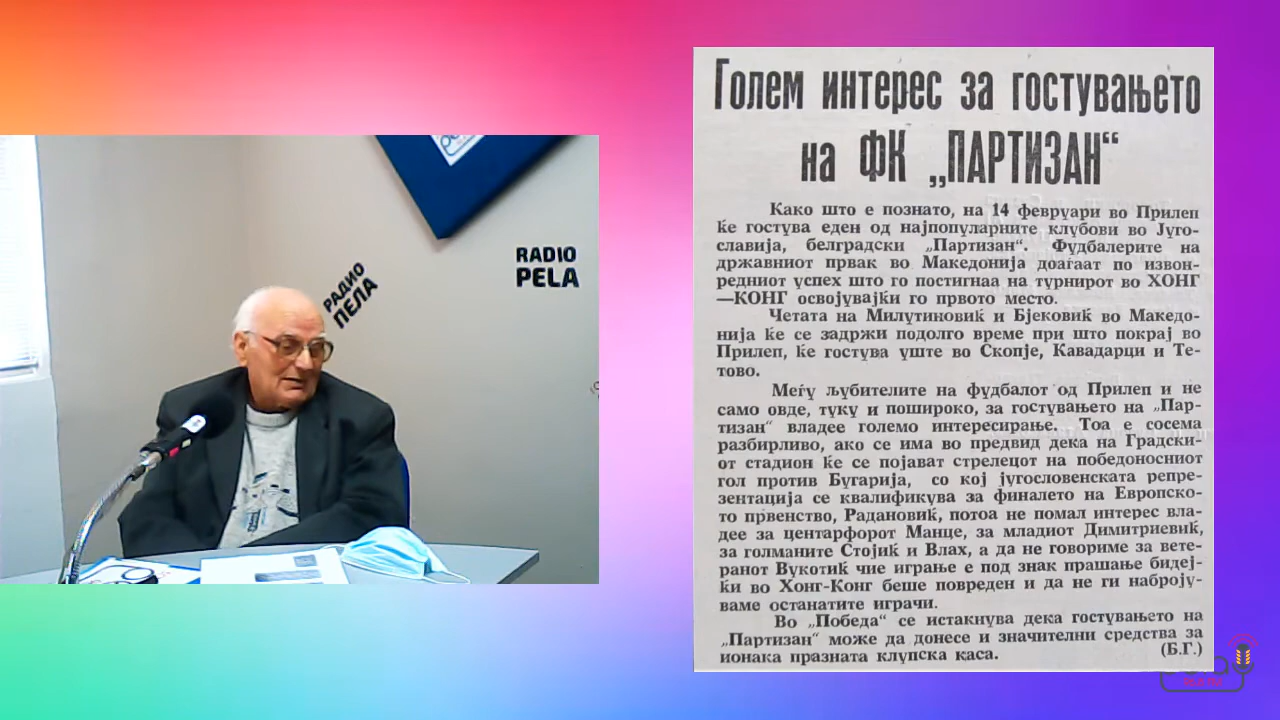 RADIO
PELA
РАДИО
ПЕЛА
Голем интерес за гостувањето
на ФК „ПАРТИЗАН“
Како што е познато, на 14 февруари во Прилеп
ќе гостува еден од најпопуларните клубови во Југо-
славија, белградски „Партизан“. Фудбалерите на
државниот првак во Македонија доаѓаат по извон-
редниот успех што го постигнаа на турнирот во ХОНГ
—КОНГ освојувајќи го првото место.
Четата на Милутиновиќ и Бјековиќ во Македо-
нија ќе се задржи подолго време при што покрај во
Прилеп, ќе гостува уште во Скопје, Кавадарци и Те-
тово.
Меѓу љубителите на фудбалот од Прилеп и не
само овде, туку и пошироко, за гостувањето на „Пар-
тизан“ владее големо интересирање. Тоа е сосема
разбирливо, ако се има во предвид дека на Градски-
от стадион ќе се појават стрелецот на победоносниот
гол против Бугарија, со кој југословенската репре-
зентација се квалификува за финалето на Европско-
то првенство, Радановиќ, потоа не помал интерес вла-
дее за центарфорот Манце, за младиот Димитриевиќ,
за голманите Стојиќ и Влах, а да не говориме за вете-
ранот Вукотиќ чие играње е под знак прашање бидеј-
ќи во Хонг-Конг беше повреден и да не ги наброју-
ваме останатите играчи.
Во „Победа“ се истакнува дека гостувањето на
„Партизан“ може да донесе и значителни средства за
ионака празната клупска каса.
(Б.Г.)